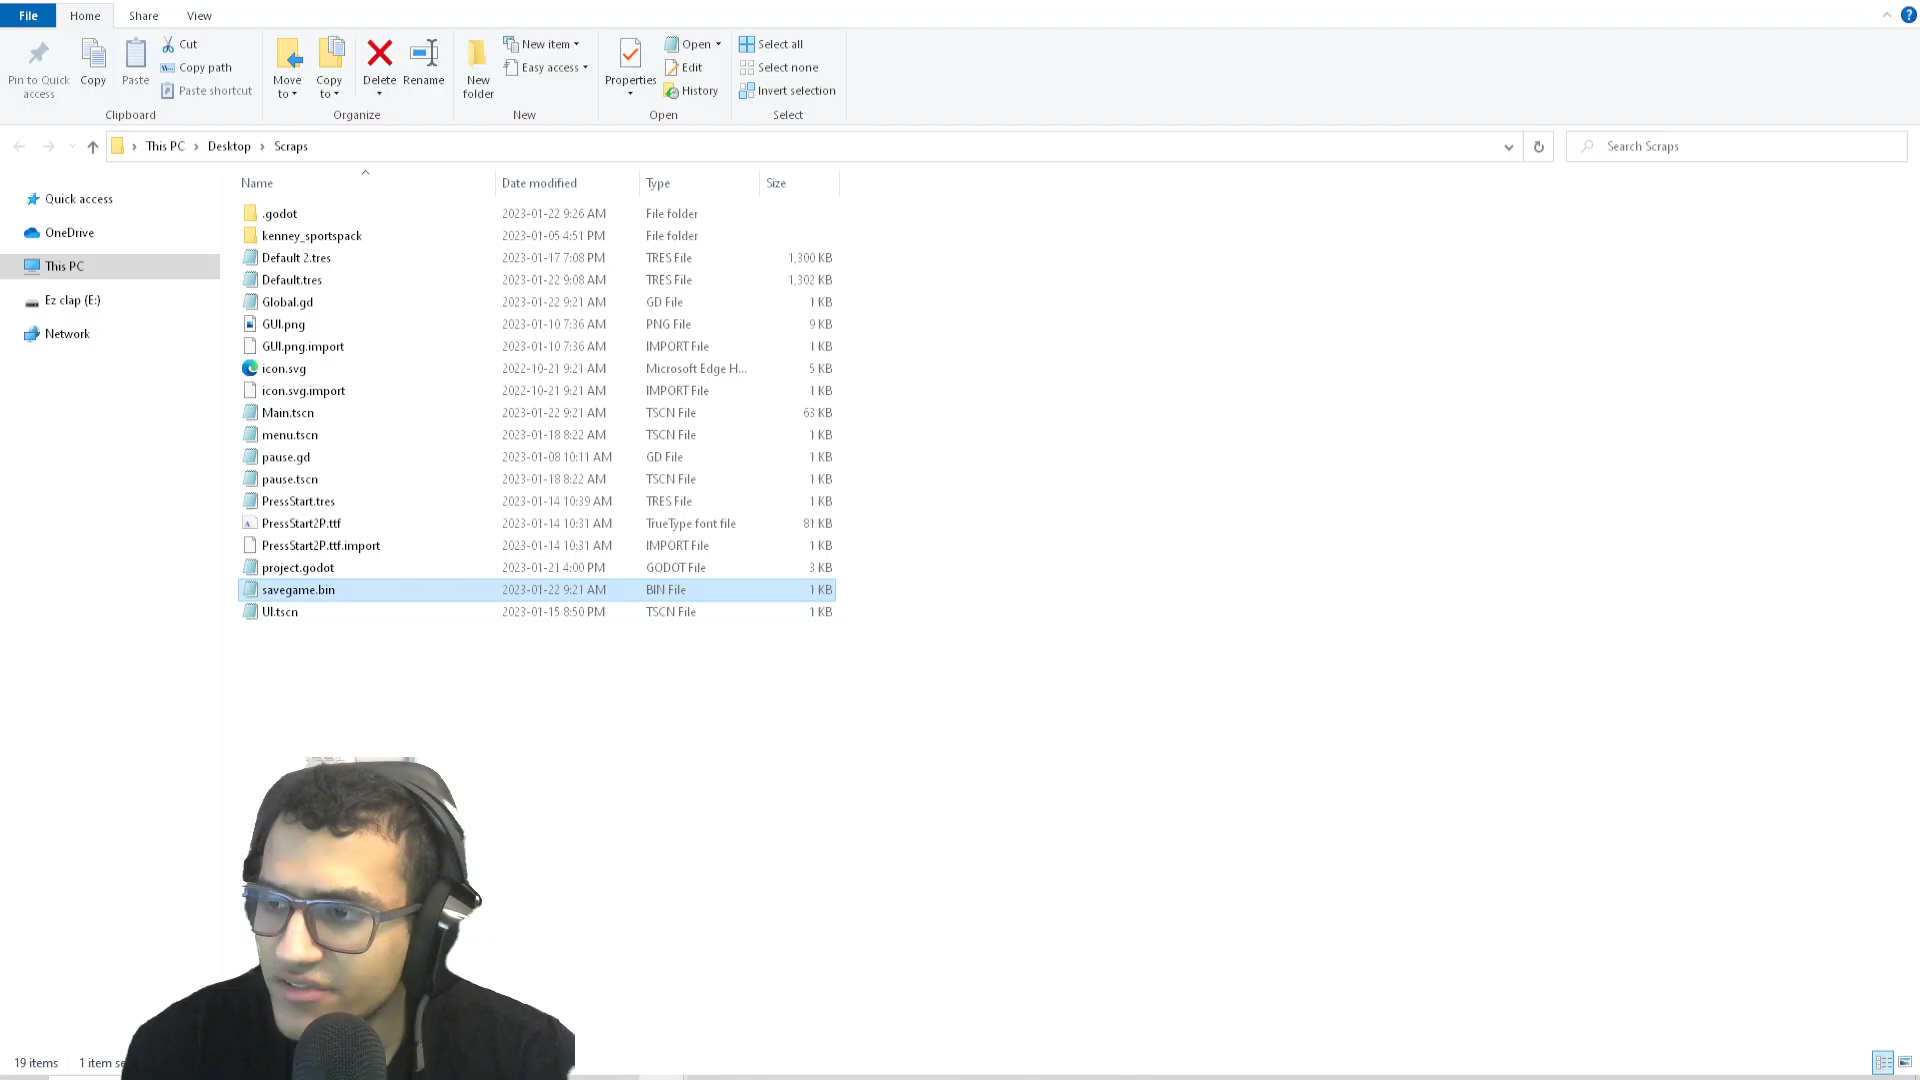 File Home Share View
Pin to Quick access Copy Paste Cut Copy path Paste shortcut Move to Copy to Delete Rename New folder New item Easy access Properties Open Edit History Select all Select none Invert selection
Clipboard Organize New Open Select
This PC Desktop Scraps Search Scraps
Name Date modified Type Size
Quick access
OneDrive
This PC
Ez clap (E:)
Network
.godot 2023-01-22 9:26 AM File folder
kenney_sportspack 2023-01-05 4:51 PM File folder
Default 2.tres 2023-01-17 7:08 PM TRES File 1,300 KB
Default.tres 2023-01-22 9:08 AM TRES File 1,302 KB
Global.gd 2023-01-22 9:21 AM GD File 1 KB
GUI.png 2023-01-10 7:36 AM PNG File 9 KB
GUI.png.import 2023-01-10 7:36 AM IMPORT File 1 KB
icon.svg 2022-10-21 9:21 AM Microsoft Edge H... 5 KB
icon.svg.import 2022-10-21 9:21 AM IMPORT File 1 KB
Main.tscn 2023-01-22 9:21 AM TSCN File 63 KB
menu.tscn 2023-01-18 8:22 AM TSCN File 1 KB
pause.gd 2023-01-08 10:11 AM GD File 1 KB
pause.tscn 2023-01-18 8:22 AM TSCN File 1 KB
PressStart.tres 2023-01-14 10:39 AM TRES File 1 KB
PressStart2P.ttf 2023-01-14 10:31 AM TrueType font file 81 KB
PressStart2P.ttf.import 2023-01-14 10:31 AM IMPORT File 1 KB
project.godot 2023-01-21 4:00 PM GODOT File 3 KB
savegame.bin 2023-01-22 9:21 AM BIN File 1 KB
UI.tscn 2023-01-15 8:50 PM TSCN File 1 KB
19 items 1 item se